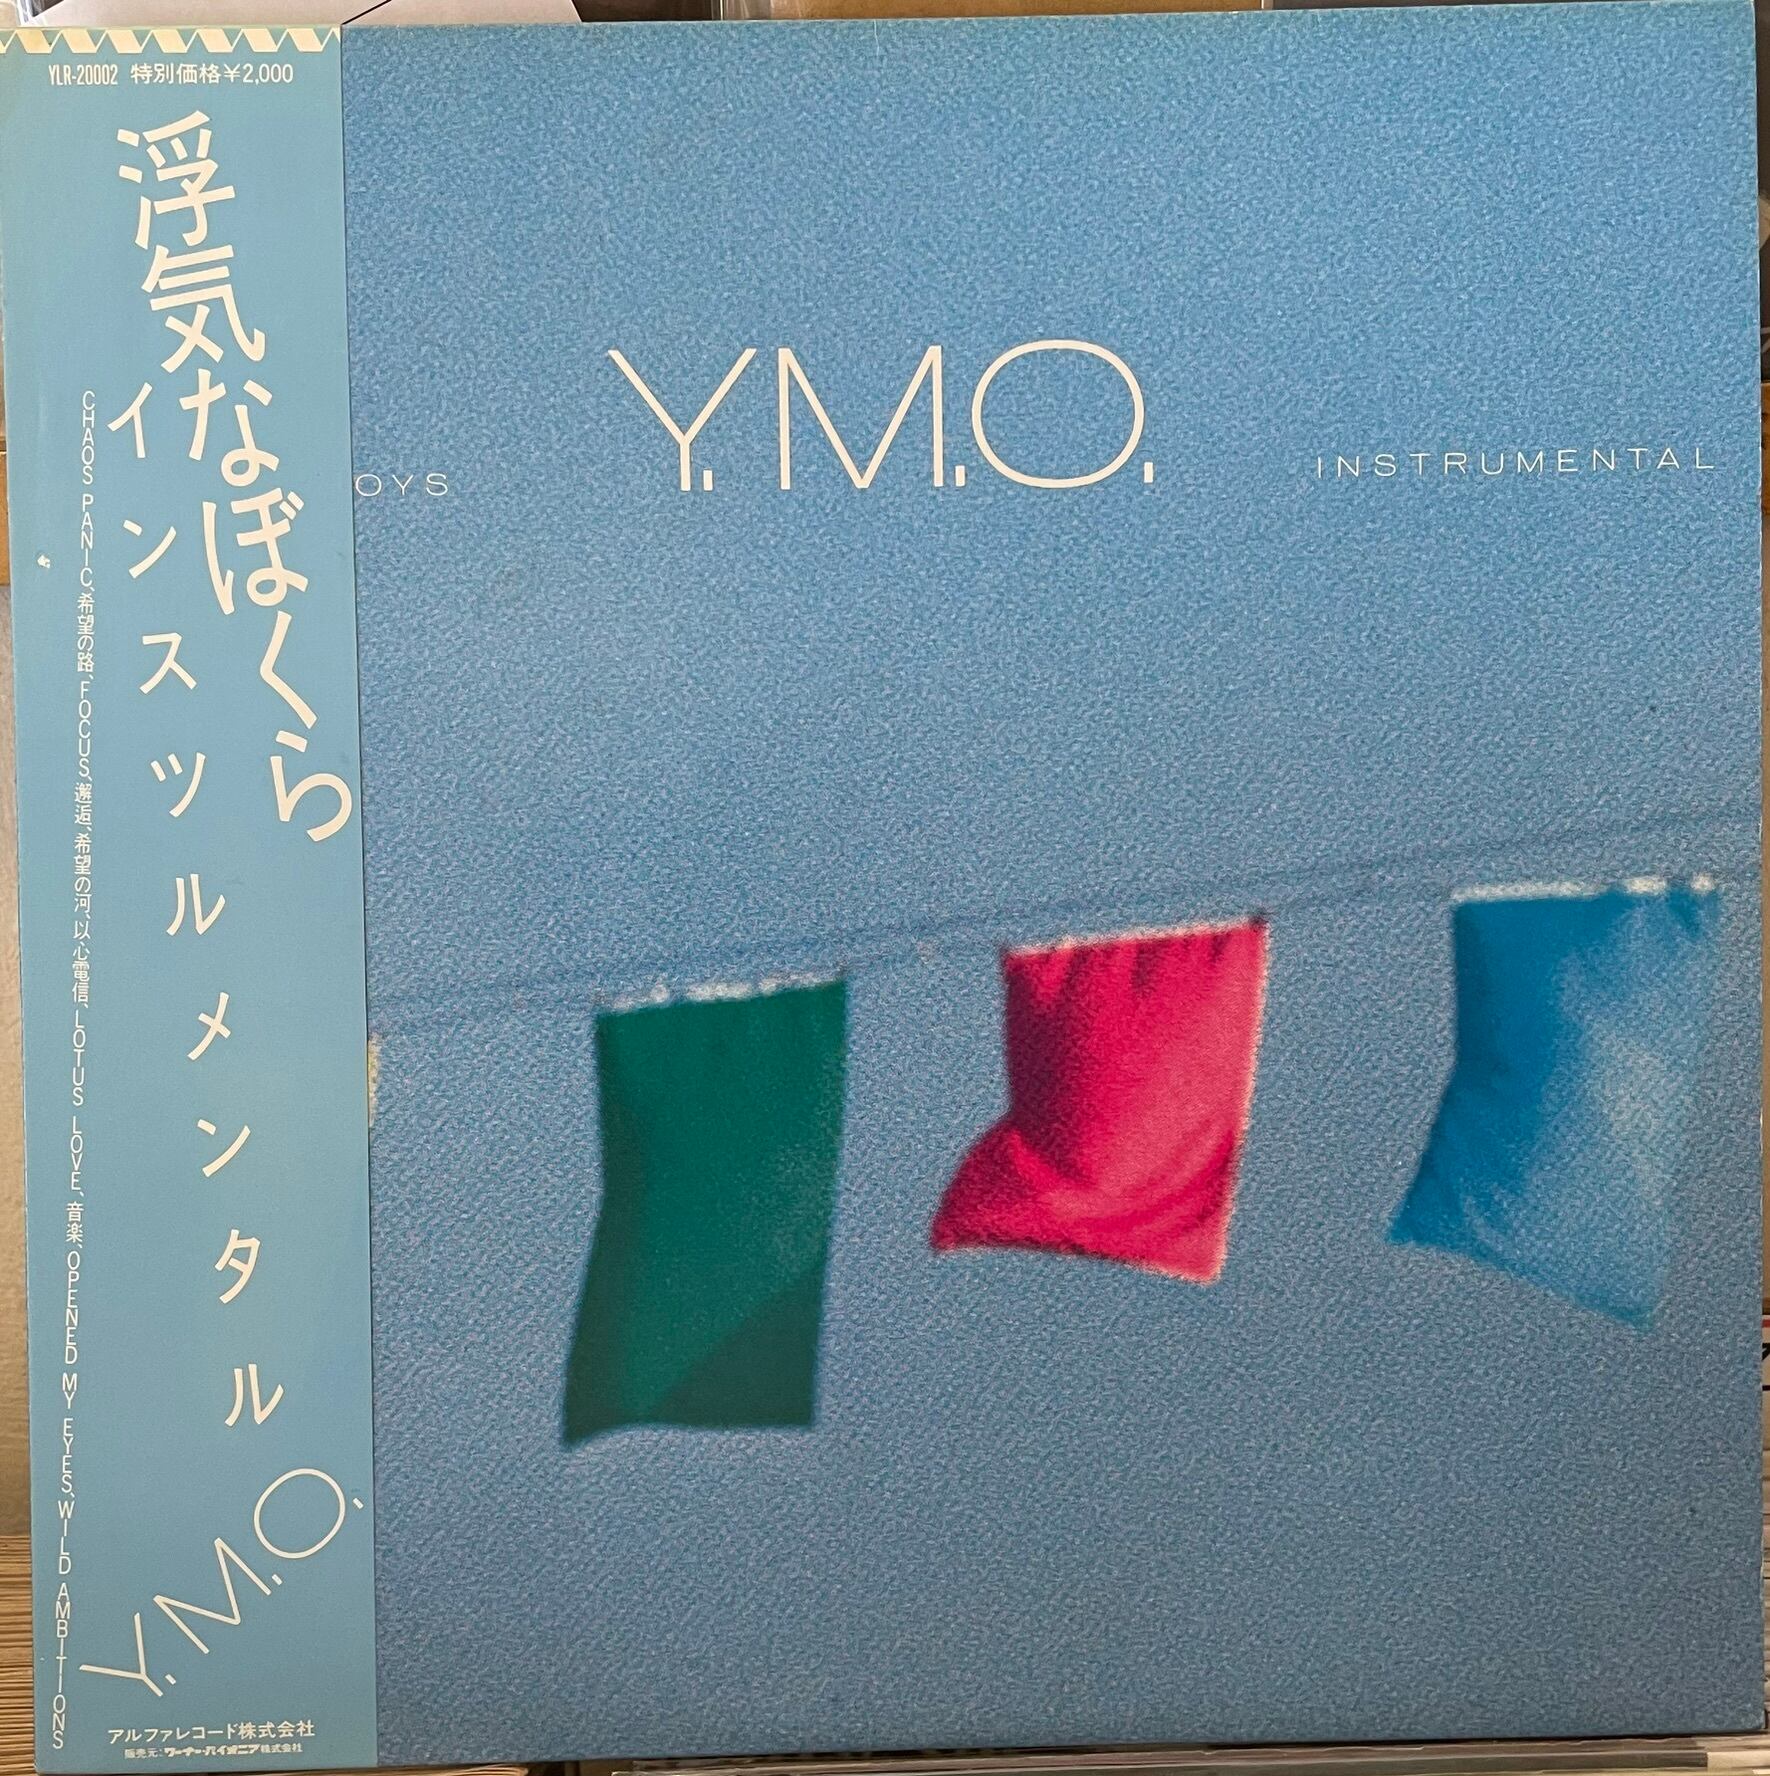 YLR-20002 特別価格¥2,000
浮気なぼくら
インスツルメンタル
CHAOS PANIC、希望の路、FOCUS、邂逅、希望の河、以心電信、LOTUS LOVE、音楽、OPENED MY EYES、WILD AMBITIONS
Y.M.O.
アルファレコード株式会社
販売元:ワーナー・パイオニア株式会社
OYS
Y.M.O.
INSTRUMENTAL